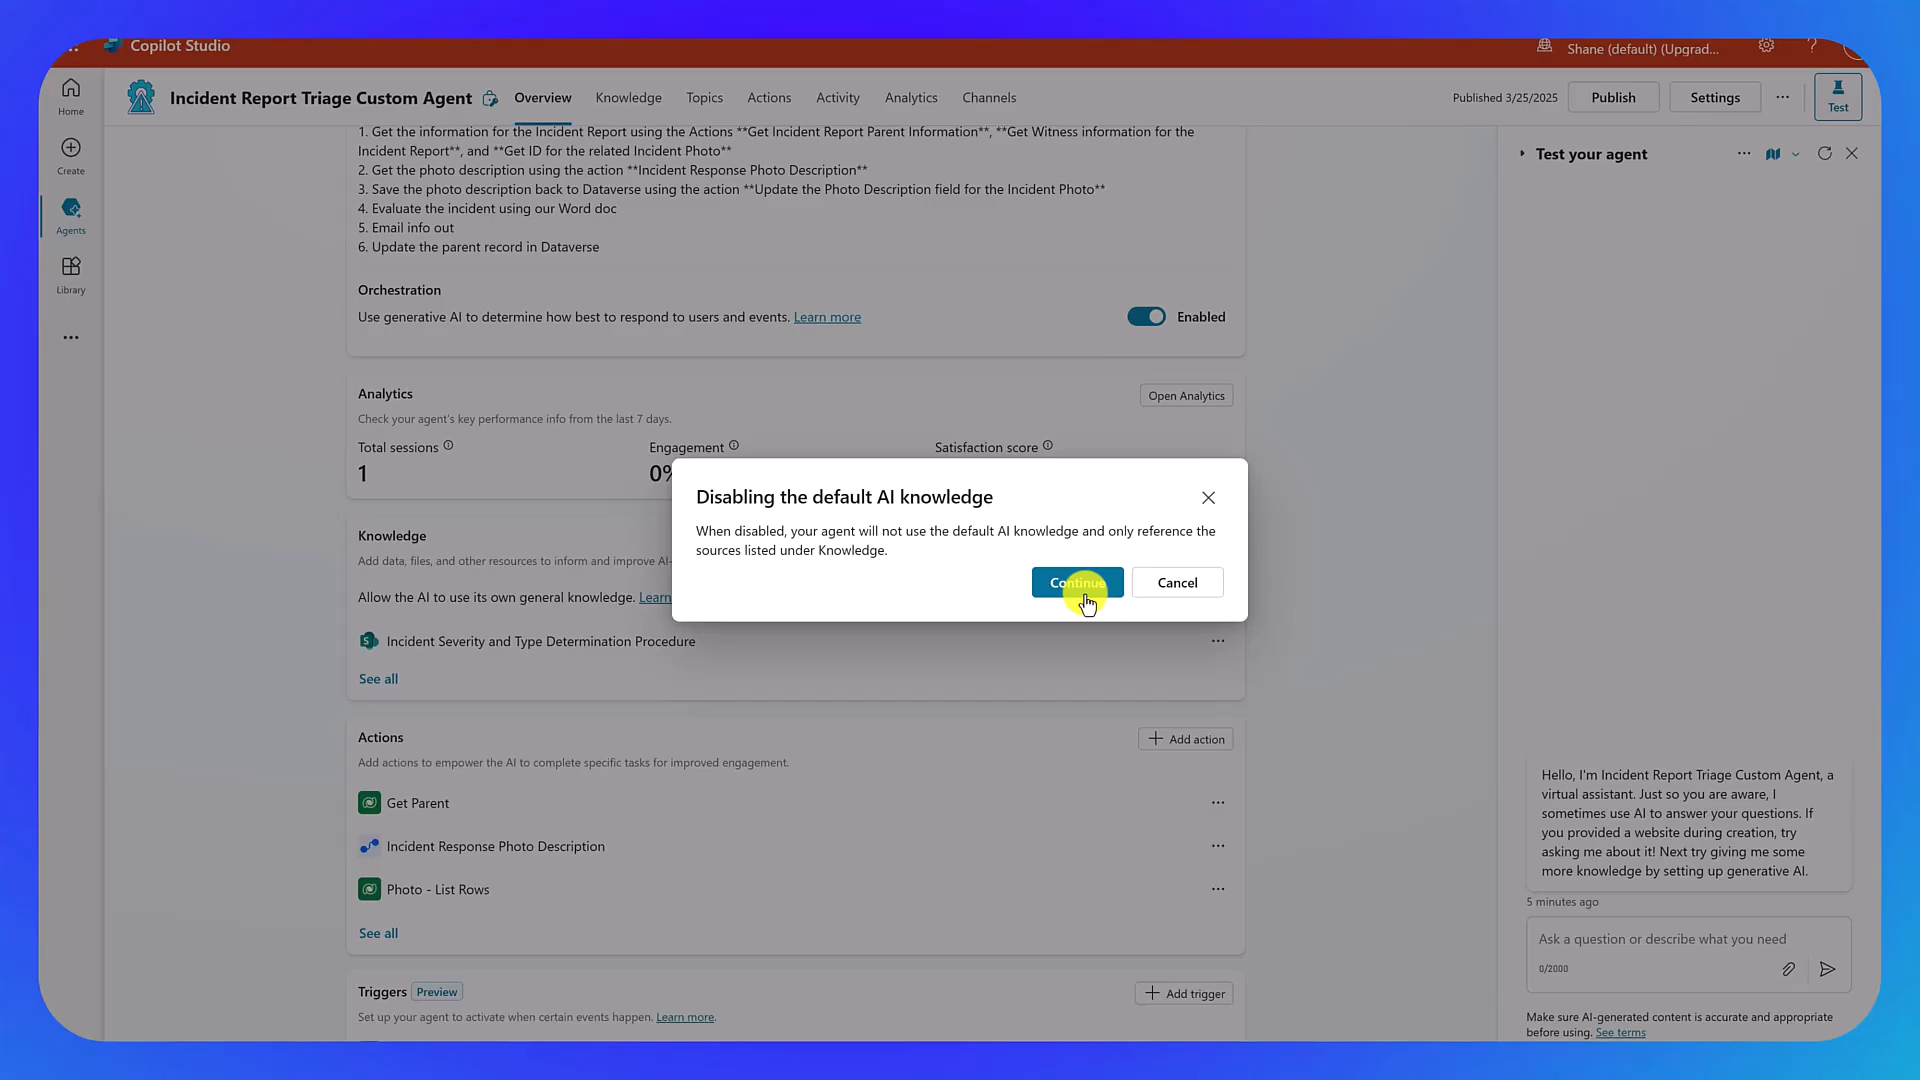 Copilot Studio
Shane (default) (Upgrad...
Home
Create
Agents
Library
Incident Report Triage Custom Agent
Overview
Knowledge
Topics
Actions
Activity
Analytics
Channels
Published 3/25/2025
Publish
Settings
Test
1. Get the information for the Incident Report using the Actions **Get Incident Report Parent Information**, **Get Witness information for the
Incident Report**, and **Get ID for the related Incident Photo**
2. Get the photo description using the action **Incident Response Photo Description**
3. Save the photo description back to Dataverse using the action **Update the Photo Description field for the Incident Photo**
4. Evaluate the incident using our Word doc
5. Email info out
6. Update the parent record in Dataverse
Orchestration
Use generative AI to determine how best to respond to users and events. Learn more
Enabled
Analytics
Open Analytics
Check your agent's key performance info from the last 7 days.
Total sessions
Engagement
Satisfaction score
1
0%
Disabling the default AI knowledge
When disabled, your agent will not use the default AI knowledge and only reference the
sources listed under Knowledge.
Continue
Cancel
Knowledge
Add data, files, and other resources to inform and improve AI-
Allow the AI to use its own general knowledge. Learn
Incident Severity and Type Determination Procedure
See all
Actions
Add action
Add actions to empower the AI to complete specific tasks for improved engagement.
Get Parent
Incident Response Photo Description
Photo - List Rows
See all
Triggers
Preview
Add trigger
Set up your agent to activate when certain events happen. Learn more.
Test your agent
Hello, I'm Incident Report Triage Custom Agent, a
virtual assistant. Just so you are aware, I
sometimes use AI to answer your questions. If
you provided a website during creation, try
asking me about it! Next try giving me some
more knowledge by setting up generative AI.
5 minutes ago
Ask a question or describe what you need
0/2000
Make sure AI-generated content is accurate and appropriate
before using. See terms